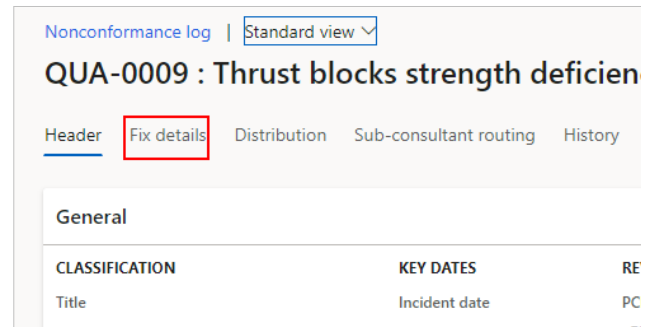 Nonconformance log | Standard view
QUA-0009 : Thrust blocks strength deficien
Header Fix details Distribution Sub-consultant routing History
General
CLASSIFICATION KEY DATES RE
Title Incident date PC